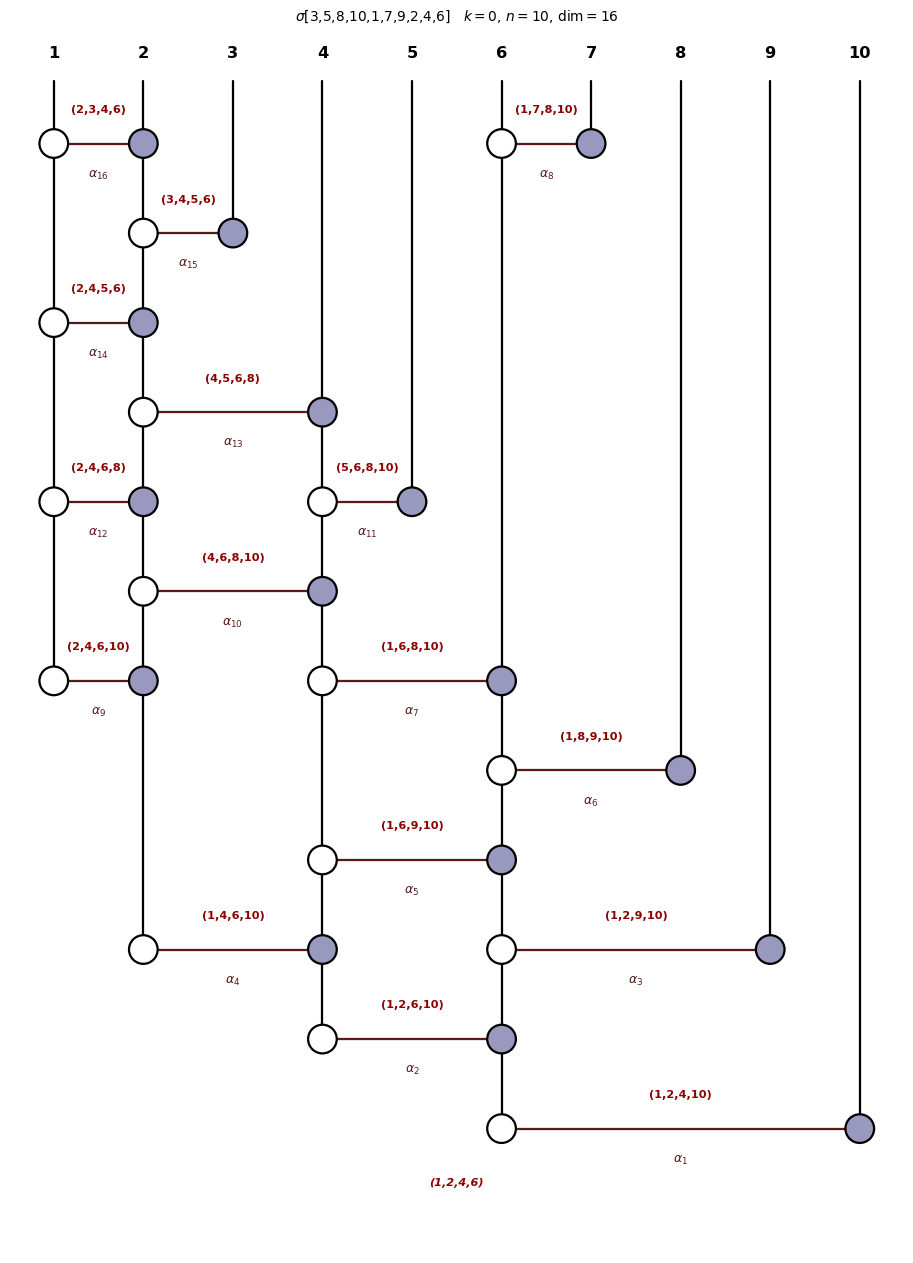 σ[3,5,8,10,1,7,9,2,4,6]   k=0, n=10, dim=16
1 2 3 4 5 6 7 8 9 10
(2,3,4,6) (1,7,8,10)
α16 α8
(3,4,5,6)
α15
(2,4,5,6)
α14
(4,5,6,8)
α13
(2,4,6,8) (5,6,8,10)
α12 α11
(4,6,8,10)
α10
(2,4,6,10) (1,6,8,10)
α9 α7
(1,8,9,10)
α6
(1,6,9,10)
α5
(1,4,6,10) (1,2,9,10)
α4 α3
(1,2,6,10)
α2
(1,2,4,10)
α1
(1,2,4,6)